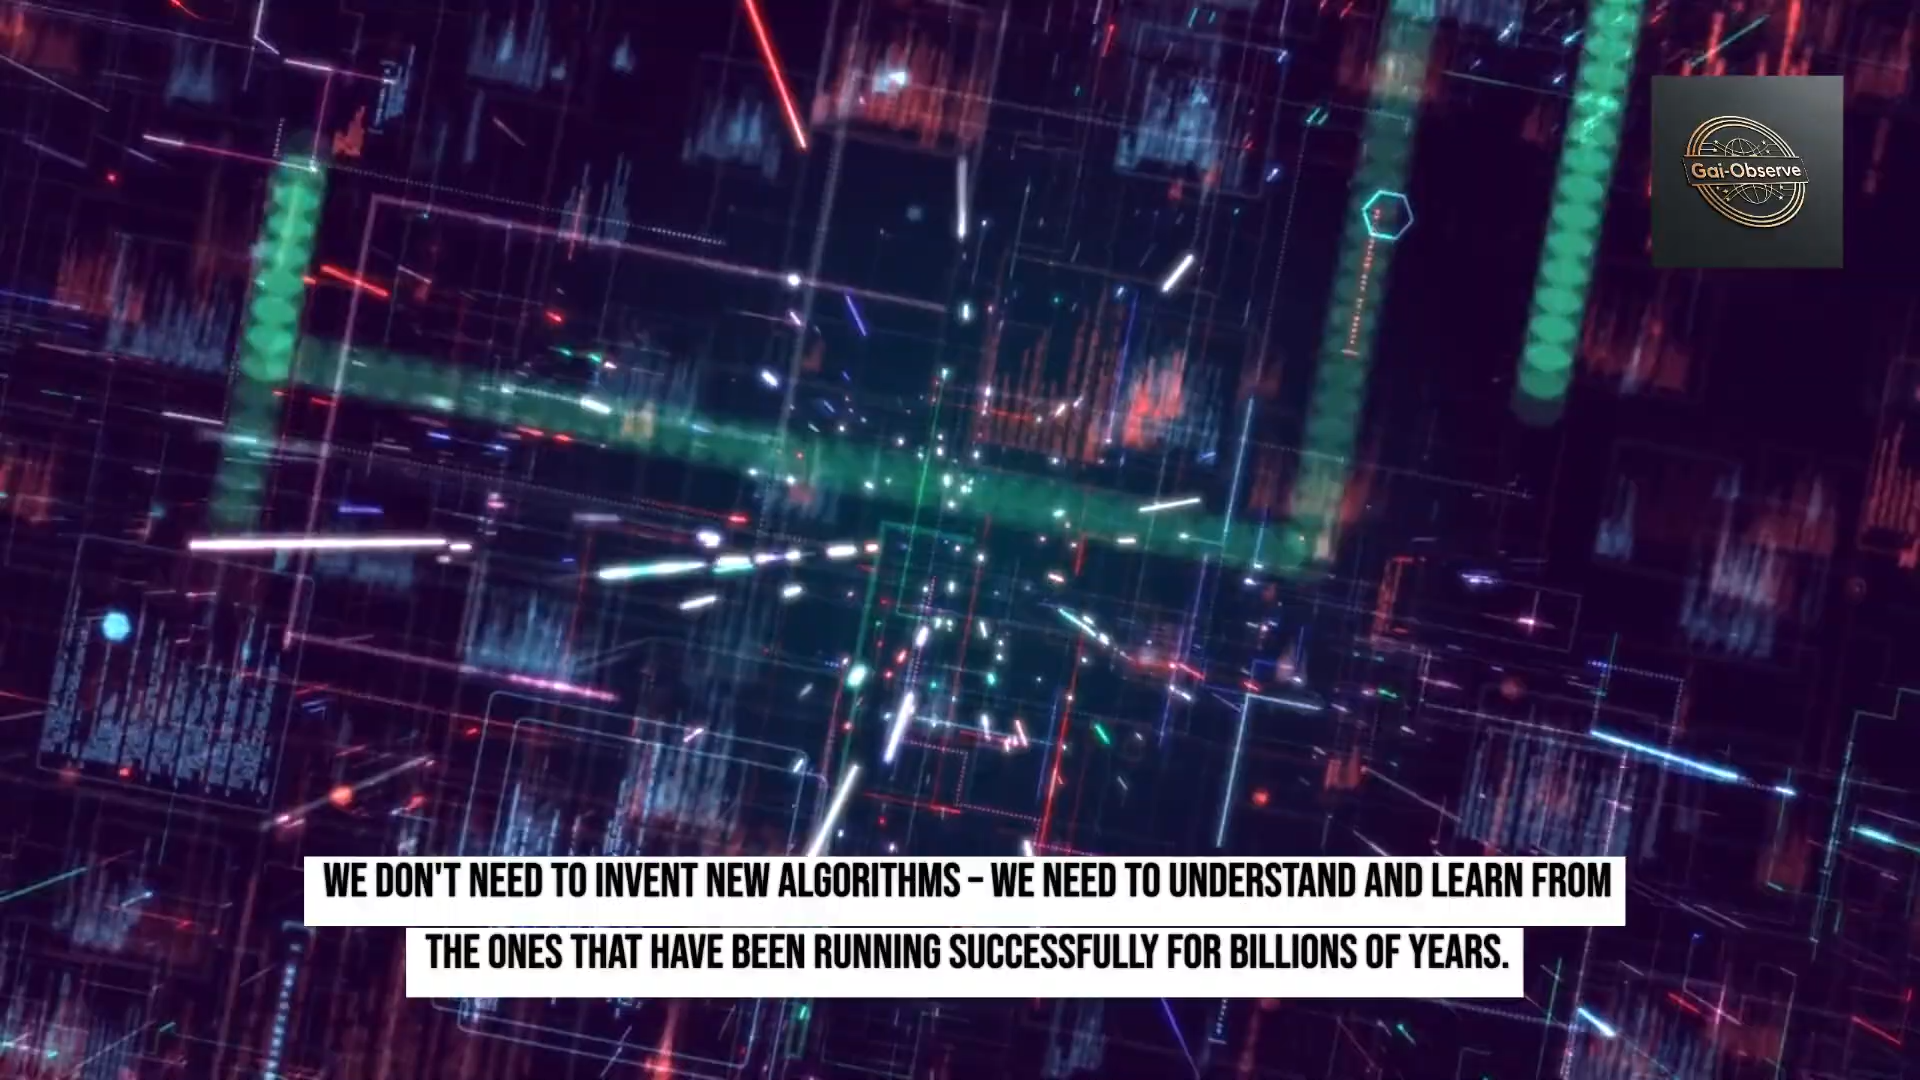 Gai-Observe
WE DON'T NEED TO INVENT NEW ALGORITHMS – WE NEED TO UNDERSTAND AND LEARN FROM
THE ONES THAT HAVE BEEN RUNNING SUCCESSFULLY FOR BILLIONS OF YEARS.